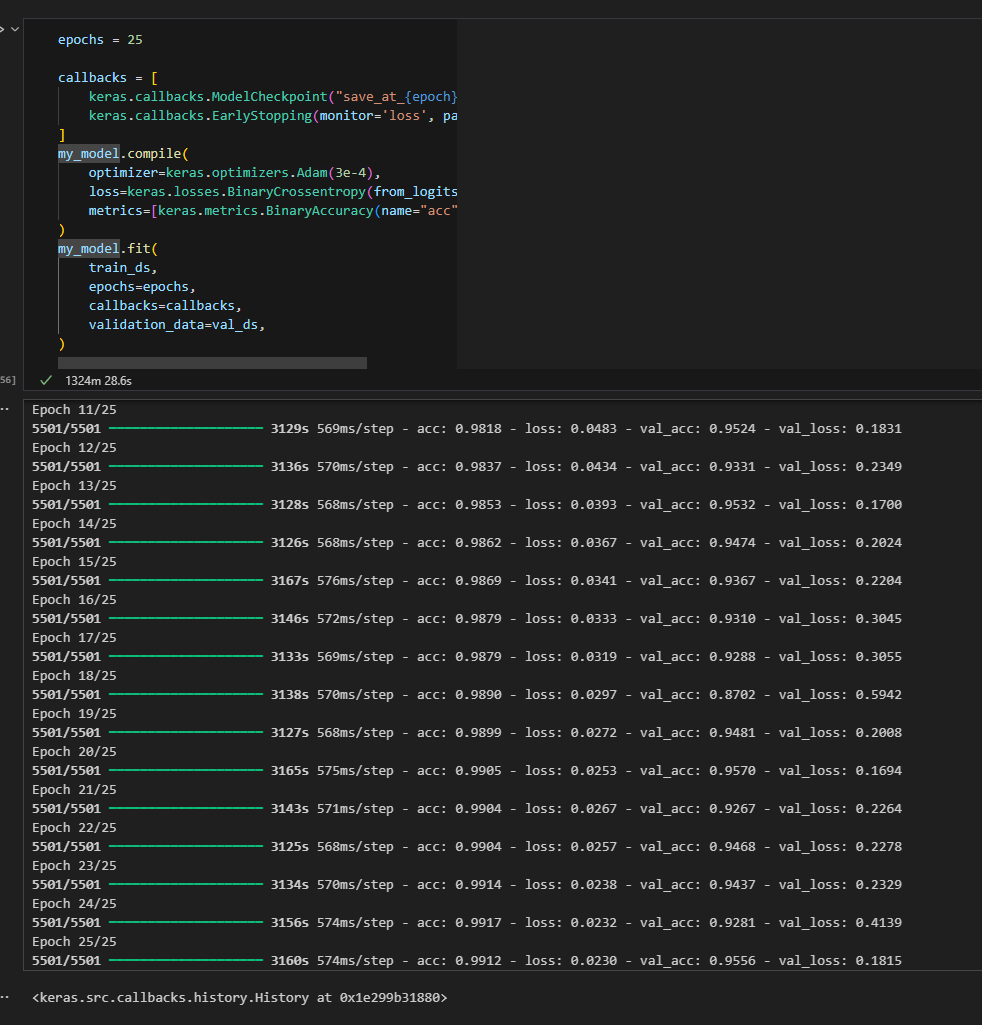 epochs = 25
callbacks = [
keras.callbacks.ModelCheckpoint("save_at_{epoch}
keras.callbacks.EarlyStopping(monitor='loss', pa
]
my_model.compile(
optimizer=keras.optimizers.Adam(3e-4),
loss=keras.losses.BinaryCrossentropy(from_logits
metrics=[keras.metrics.BinaryAccuracy(name="acc"
)
my_model.fit(
train_ds,
epochs=epochs,
callbacks=callbacks,
validation_data=val_ds,
)
56]
1324m 28.6s
Epoch 11/25
5501/5501 3129s 569ms/step - acc: 0.9818 - loss: 0.0483 - val_acc: 0.9524 - val_loss: 0.1831
Epoch 12/25
5501/5501 3136s 570ms/step - acc: 0.9837 - loss: 0.0434 - val_acc: 0.9331 - val_loss: 0.2349
Epoch 13/25
5501/5501 3128s 568ms/step - acc: 0.9853 - loss: 0.0393 - val_acc: 0.9532 - val_loss: 0.1700
Epoch 14/25
5501/5501 3126s 568ms/step - acc: 0.9862 - loss: 0.0367 - val_acc: 0.9474 - val_loss: 0.2024
Epoch 15/25
5501/5501 3167s 576ms/step - acc: 0.9869 - loss: 0.0341 - val_acc: 0.9367 - val_loss: 0.2204
Epoch 16/25
5501/5501 3146s 572ms/step - acc: 0.9879 - loss: 0.0333 - val_acc: 0.9310 - val_loss: 0.3045
Epoch 17/25
5501/5501 3133s 569ms/step - acc: 0.9879 - loss: 0.0319 - val_acc: 0.9288 - val_loss: 0.3055
Epoch 18/25
5501/5501 3138s 570ms/step - acc: 0.9890 - loss: 0.0297 - val_acc: 0.8702 - val_loss: 0.5942
Epoch 19/25
5501/5501 3127s 568ms/step - acc: 0.9899 - loss: 0.0272 - val_acc: 0.9481 - val_loss: 0.2008
Epoch 20/25
5501/5501 3165s 575ms/step - acc: 0.9905 - loss: 0.0253 - val_acc: 0.9570 - val_loss: 0.1694
Epoch 21/25
5501/5501 3143s 571ms/step - acc: 0.9904 - loss: 0.0267 - val_acc: 0.9267 - val_loss: 0.2264
Epoch 22/25
5501/5501 3125s 568ms/step - acc: 0.9904 - loss: 0.0257 - val_acc: 0.9468 - val_loss: 0.2278
Epoch 23/25
5501/5501 3134s 570ms/step - acc: 0.9914 - loss: 0.0238 - val_acc: 0.9437 - val_loss: 0.2329
Epoch 24/25
5501/5501 3156s 574ms/step - acc: 0.9917 - loss: 0.0232 - val_acc: 0.9281 - val_loss: 0.4139
Epoch 25/25
5501/5501 3160s 574ms/step - acc: 0.9912 - loss: 0.0230 - val_acc: 0.9556 - val_loss: 0.1815
<keras.src.callbacks.history.History at 0x1e299b31880>